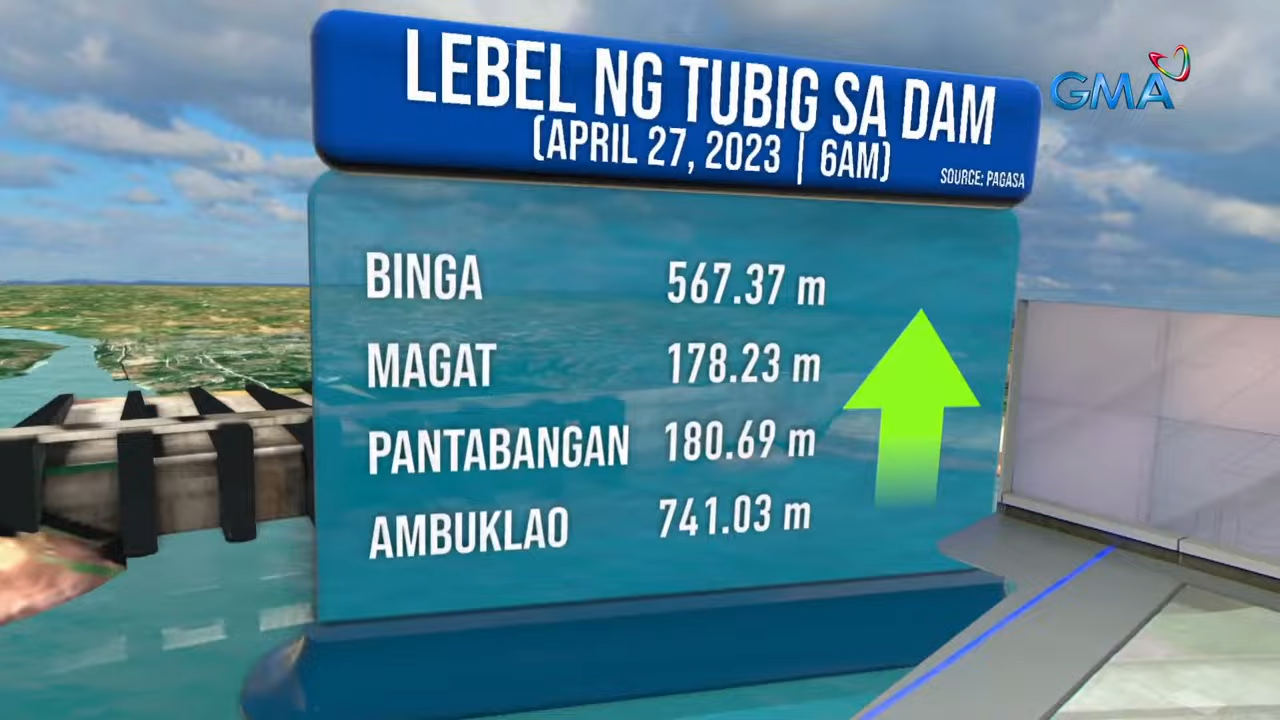 LEBEL NG TUBIG SA DAM
(APRIL 27, 2023 | 6AM)
SOURCE: PAGASA
GMA
BINGA 567.37 m
MAGAT 178.23 m
PANTABANGAN 180.69 m
AMBUKLAO 741.03 m